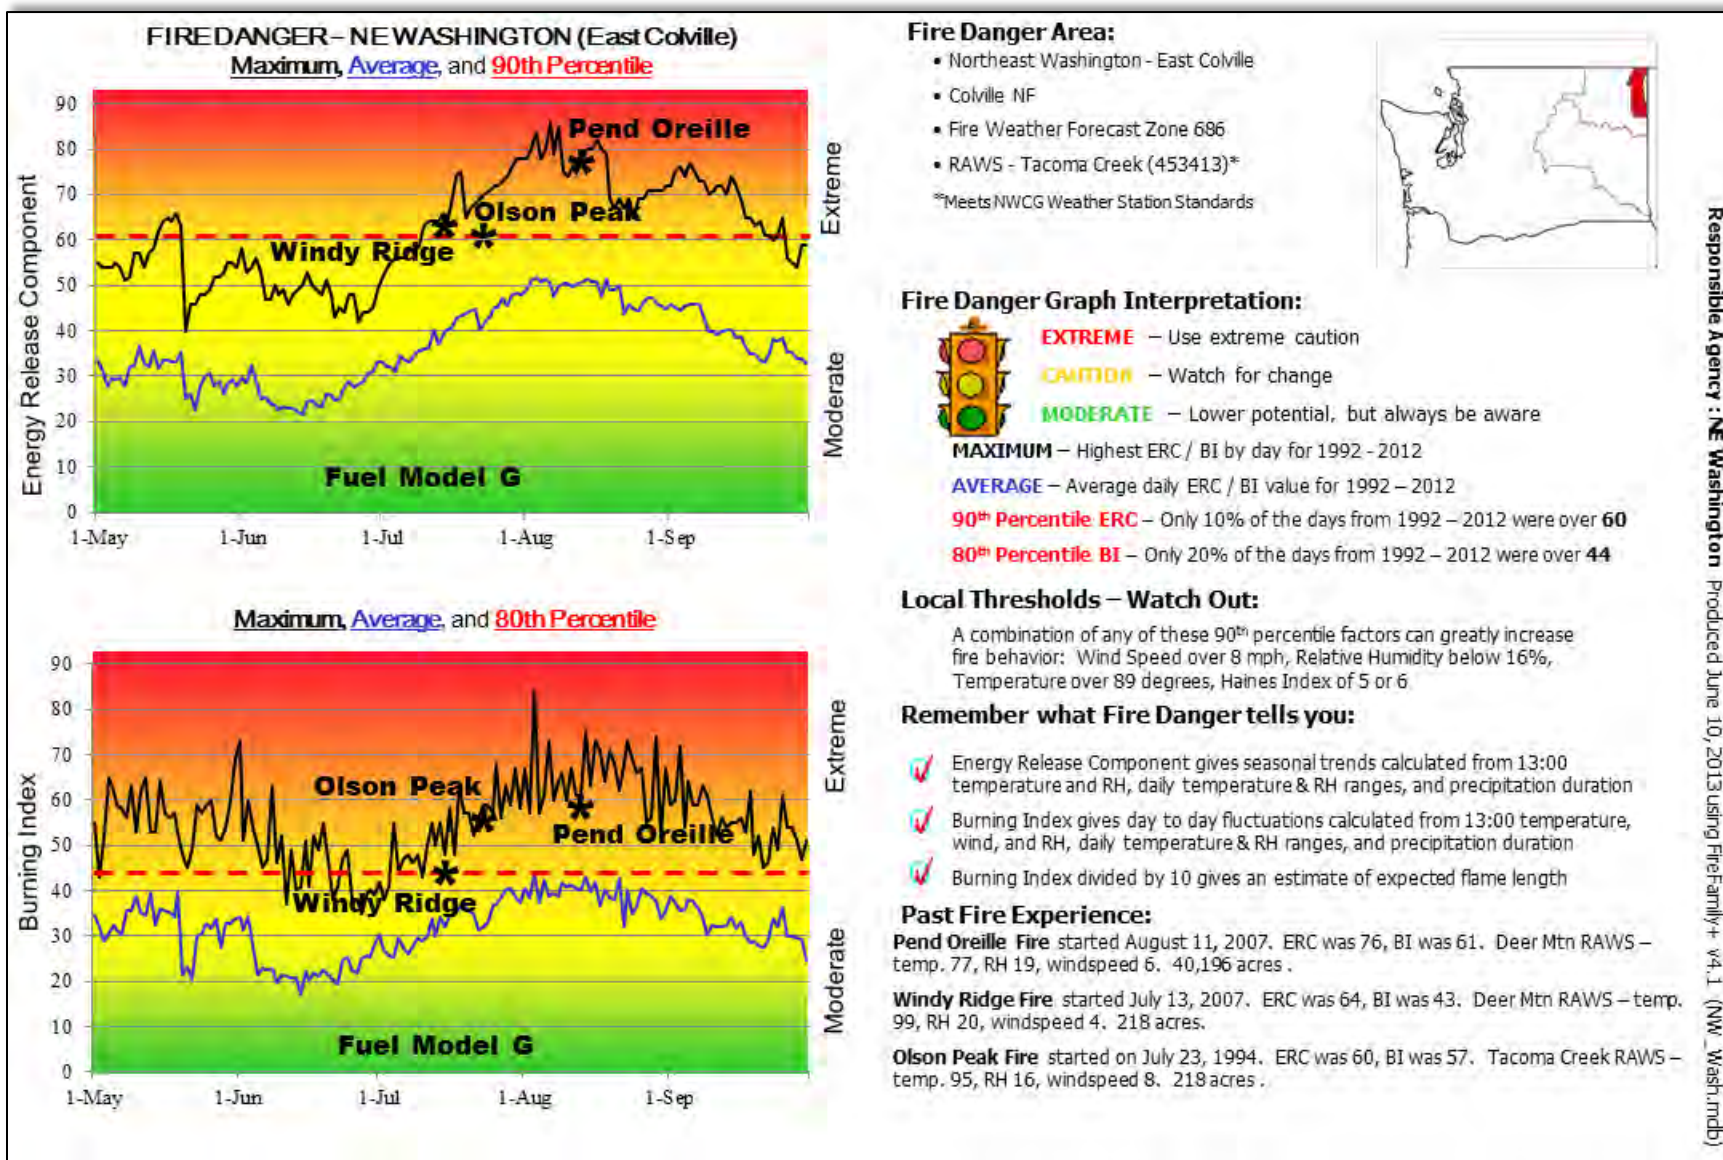 FIRE DANGER – NE WASHINGTON (East Colville)
Maximum, Average, and 90th Percentile
Energy Release Component
90
80
70
60
50
40
30
20
10
0
Pend Oreille
Olson Peak
Windy Ridge
Fuel Model G
Extreme
Moderate
1-May
1-Jun
1-Jul
1-Aug
1-Sep
Maximum, Average, and 80th Percentile
Burning Index
90
80
70
60
50
40
30
20
10
0
Olson Peak
Pend Oreille
Windy Ridge
Fuel Model G
Extreme
Moderate
1-May
1-Jun
1-Jul
1-Aug
1-Sep
Fire Danger Area:
• Northeast Washington - East Colville
• Colville NF
• Fire Weather Forecast Zone 686
• RAWS - Tacoma Creek (453413)*
*Meets NWCG Weather Station Standards
Fire Danger Graph Interpretation:
EXTREME – Use extreme caution
CAUTION – Watch for change
MODERATE – Lower potential, but always be aware
MAXIMUM – Highest ERC / BI by day for 1992 - 2012
AVERAGE – Average daily ERC / BI value for 1992 – 2012
90th Percentile ERC – Only 10% of the days from 1992 – 2012 were over 60
80th Percentile BI – Only 20% of the days from 1992 – 2012 were over 44
Local Thresholds – Watch Out:
A combination of any of these 90th percentile factors can greatly increase
fire behavior: Wind Speed over 8 mph, Relative Humidity below 16%,
Temperature over 89 degrees, Haines Index of 5 or 6
Remember what Fire Danger tells you:
Energy Release Component gives seasonal trends calculated from 13:00
temperature and RH, daily temperature & RH ranges, and precipitation duration
Burning Index gives day to day fluctuations calculated from 13:00 temperature,
wind, and RH, daily temperature & RH ranges, and precipitation duration
Burning Index divided by 10 gives an estimate of expected flame length
Past Fire Experience:
Pend Oreille Fire started August 11, 2007. ERC was 76, BI was 61. Deer Mtn RAWS –
temp. 77, RH 19, windspeed 6. 40,196 acres .
Windy Ridge Fire started July 13, 2007. ERC was 64, BI was 43. Deer Mtn RAWS – temp.
99, RH 20, windspeed 4. 218 acres.
Olson Peak Fire started on July 23, 1994. ERC was 60, BI was 57. Tacoma Creek RAWS –
temp. 95, RH 16, windspeed 8. 218 acres .
Responsible Agency : NE Washington Produced June 10, 2013 using FireFamily+ v4.1 (NW_Wash.mdb)